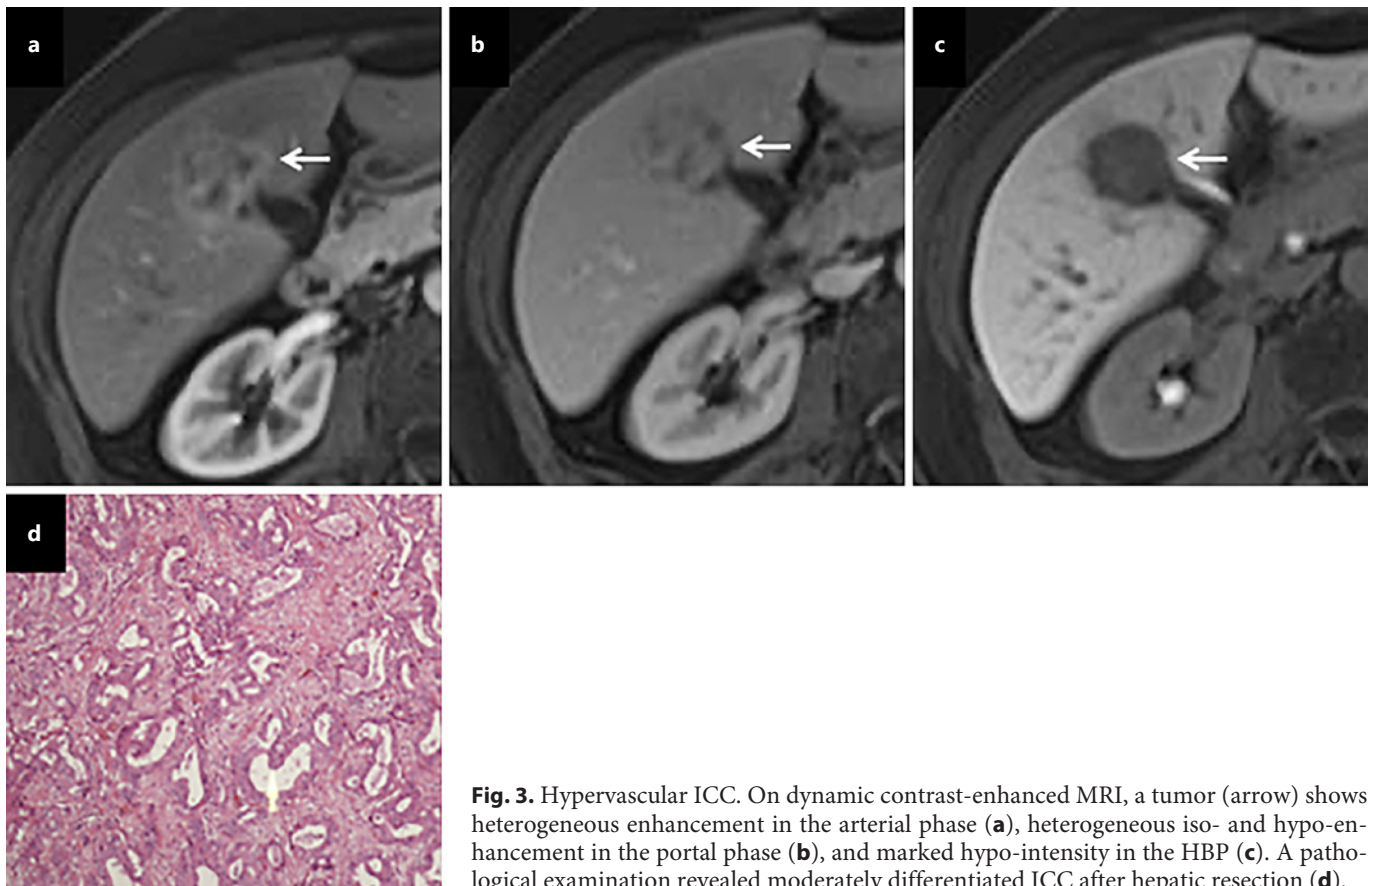 a
b
c
d
Fig. 3. Hypervascular ICC. On dynamic contrast-enhanced MRI, a tumor (arrow) shows
heterogeneous enhancement in the arterial phase (a), heterogeneous iso- and hypo-en-
hancement in the portal phase (b), and marked hypo-intensity in the HBP (c). A patho-
logical examination revealed moderately differentiated ICC after hepatic resection (d).